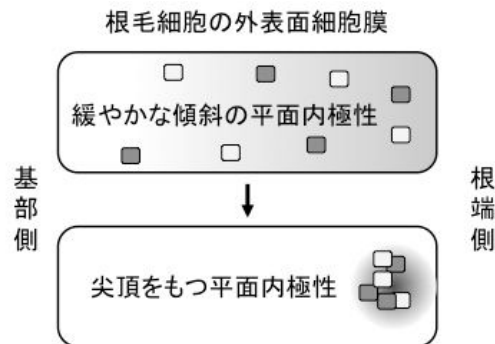 根毛細胞の外表面細胞膜
緩やかな傾斜の平面内極性
基部側
根端側
尖頂をもつ平面内極性